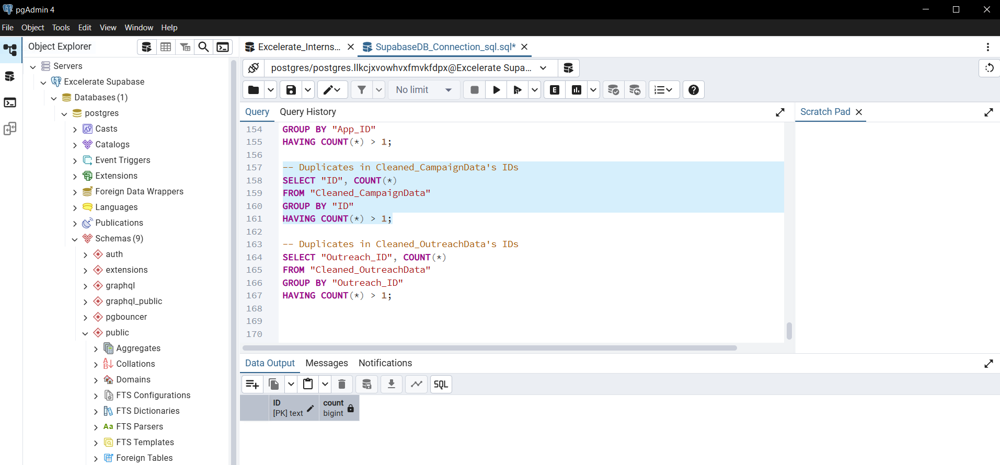 pgAdmin 4
File Object Tools Edit View Window Help
Object Explorer
Servers
Excelerate Supabase
Databases (1)
postgres
Casts
Catalogs
Event Triggers
Extensions
Foreign Data Wrappers
Languages
Publications
Schemas (9)
auth
extensions
graphql
graphql_public
pgbouncer
public
Aggregates
Collations
Domains
FTS Configurations
FTS Dictionaries
Aa FTS Parsers
FTS Templates
Foreign Tables
Excelerate_Interns... SupabaseDB_Connection_sql.sql*
postgres/postgres.llkcjxvowhvxfmvkfdpx@Excelerate Supa...
No limit E
Query Query History
154 GROUP BY "App_ID"
155 HAVING COUNT(*) > 1;
156
157 -- Duplicates in Cleaned_CampaignData's IDs
158 SELECT "ID", COUNT(*)
159 FROM "Cleaned_CampaignData"
160 GROUP BY "ID"
161 HAVING COUNT(*) > 1;
162
163 -- Duplicates in Cleaned_OutreachData's IDs
164 SELECT "Outreach_ID", COUNT(*)
165 FROM "Cleaned_OutreachData"
166 GROUP BY "Outreach_ID"
167 HAVING COUNT(*) > 1;
168
169
170
Scratch Pad
Data Output Messages Notifications
SQL
ID count
[PK] text bigint